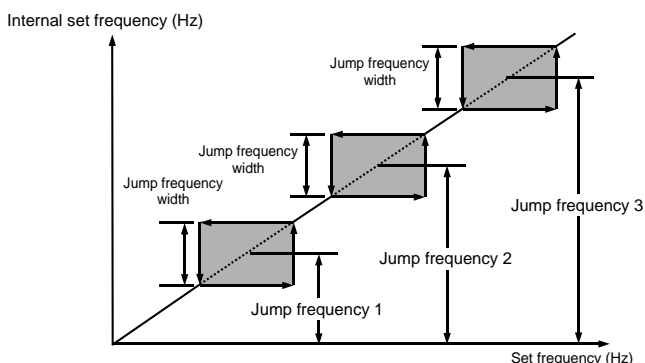 Internal set frequency (Hz)
Jump frequency
width
Jump frequency
width
Jump frequency
width
Jump frequency 3
Jump frequency 2
Jump frequency 1
Set frequency (Hz)